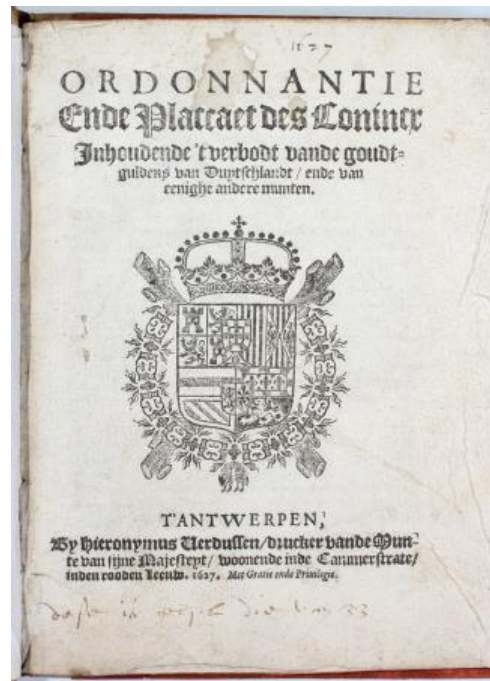 1627
ORDONNANTIE
Ende Placcaet des Conincx
Inhoudende 't verbodt vande goudt=
guldens van Duytschlandt / ende van
eenighe andere munten.
T'ANTWERPEN,
By Hieronymus Verdussen/drucker vande Mun-
te van sijne Majesteyt/ woonende inde Cammerstrate/
inden rooden Leeuw. 1627. Met Gratie ende Privilegie.